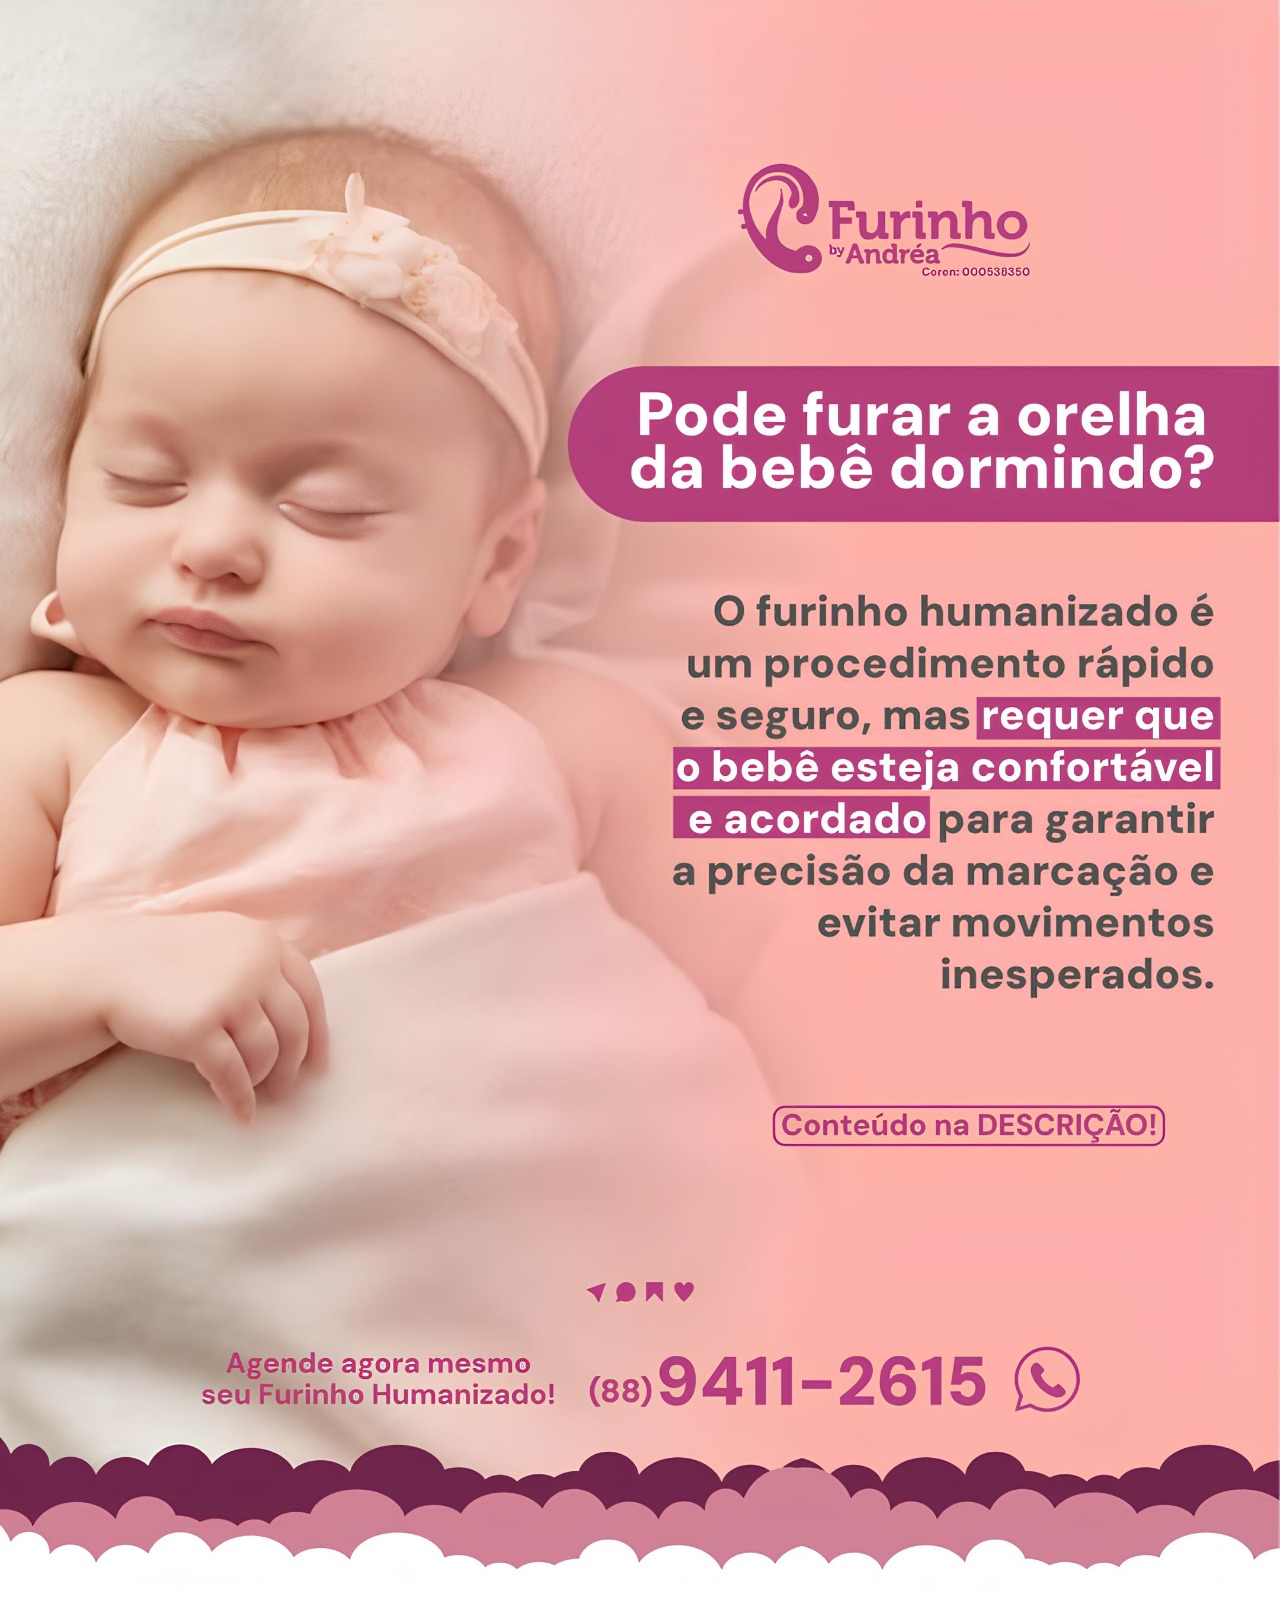 Furinho
by Andréa
Coren: 000538350
Pode furar a orelha
da bebê dormindo?
O furinho humanizado é
um procedimento rápido
e seguro, mas requer que
o bebê esteja confortável
e acordado para garantir
a precisão da marcação e
evitar movimentos
inesperados.
Conteúdo na DESCRIÇÃO!
Agende agora mesmo
seu Furinho Humanizado!
(88) 9411-2615